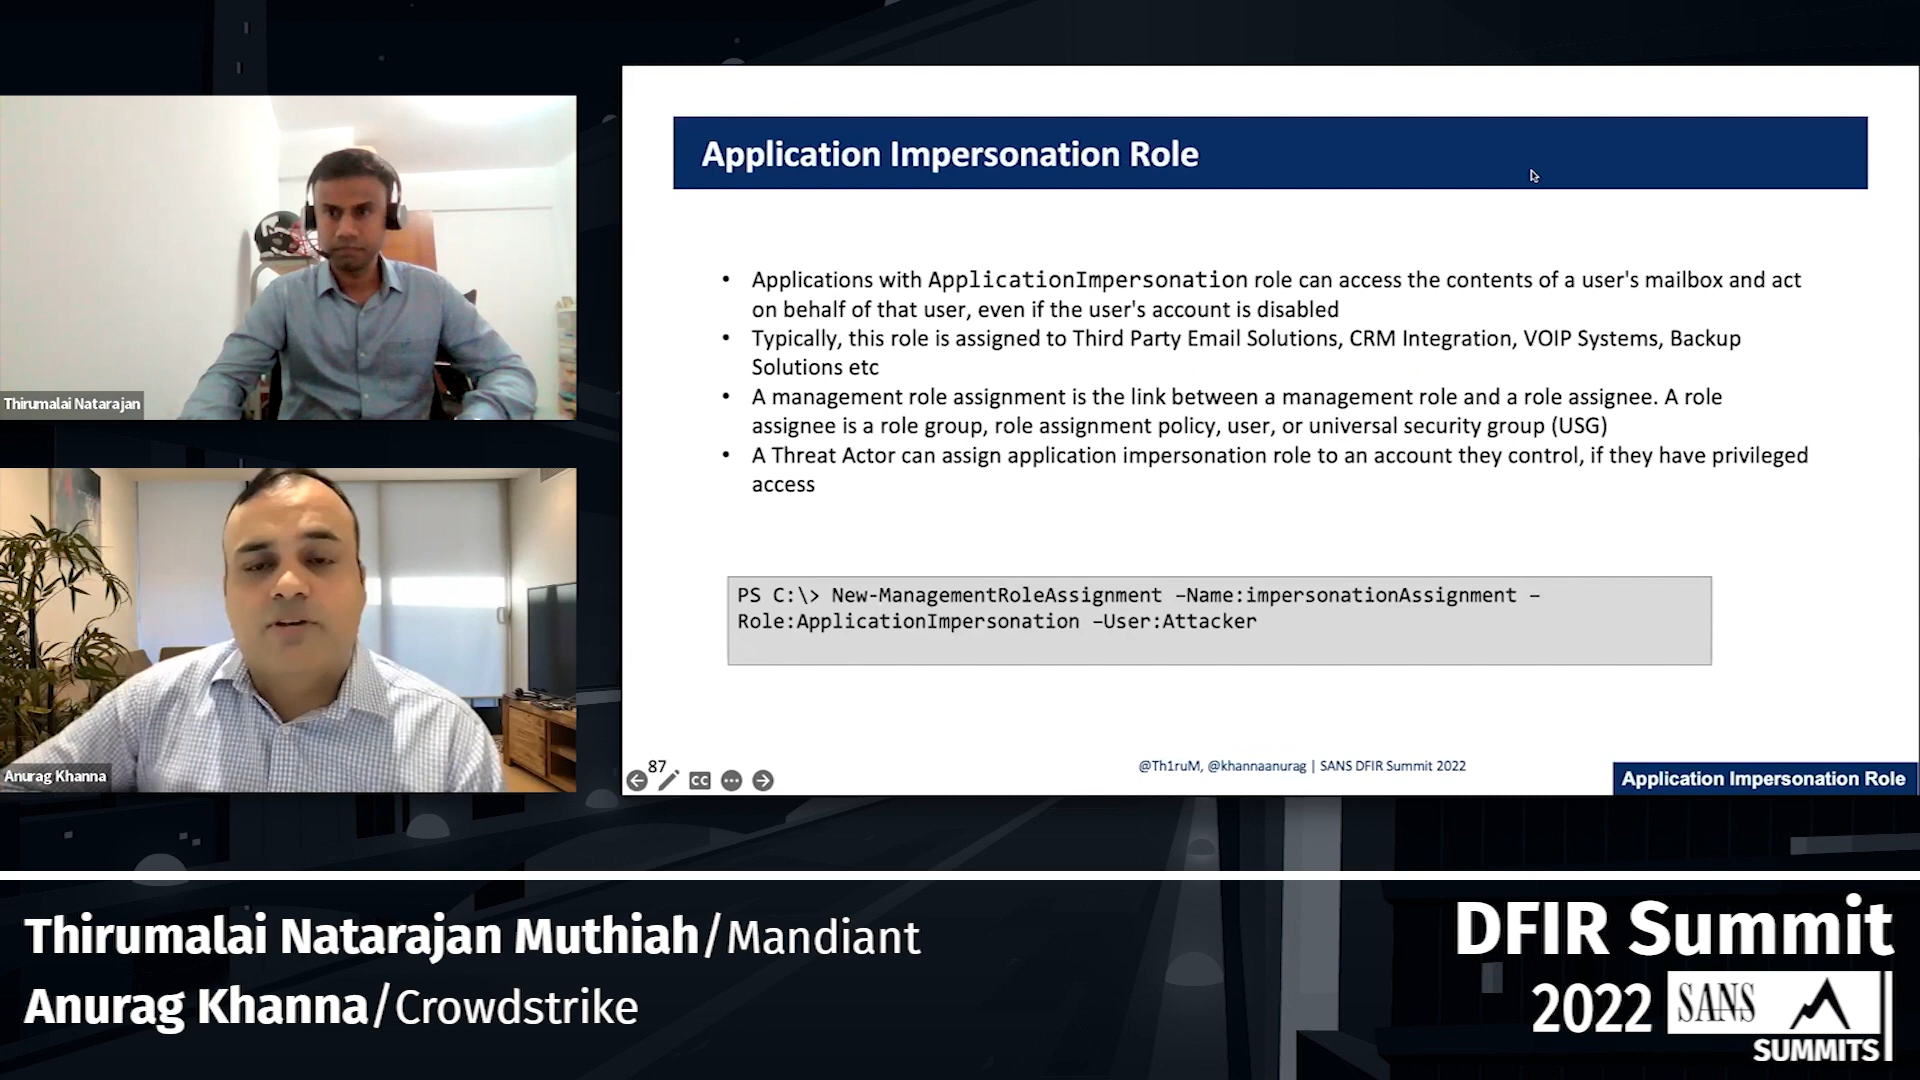 Application Impersonation Role
• Applications with ApplicationImpersonation role can access the contents of a user's mailbox and act
on behalf of that user, even if the user's account is disabled
• Typically, this role is assigned to Third Party Email Solutions, CRM Integration, VOIP Systems, Backup
Solutions etc
• A management role assignment is the link between a management role and a role assignee. A role
assignee is a role group, role assignment policy, user, or universal security group (USG)
• A Threat Actor can assign application impersonation role to an account they control, if they have privileged
access
PS C:\> New-ManagementRoleAssignment –Name:impersonationAssignment –
Role:ApplicationImpersonation –User:Attacker
87
CC
@Th1ruM, @khannaanurag | SANS DFIR Summit 2022
Application Impersonation Role
Thirumalai Natarajan
Anurag Khanna
Thirumalai Natarajan Muthiah/Mandiant
Anurag Khanna/Crowdstrike
DFIR Summit
2022 SANS
SUMMITS